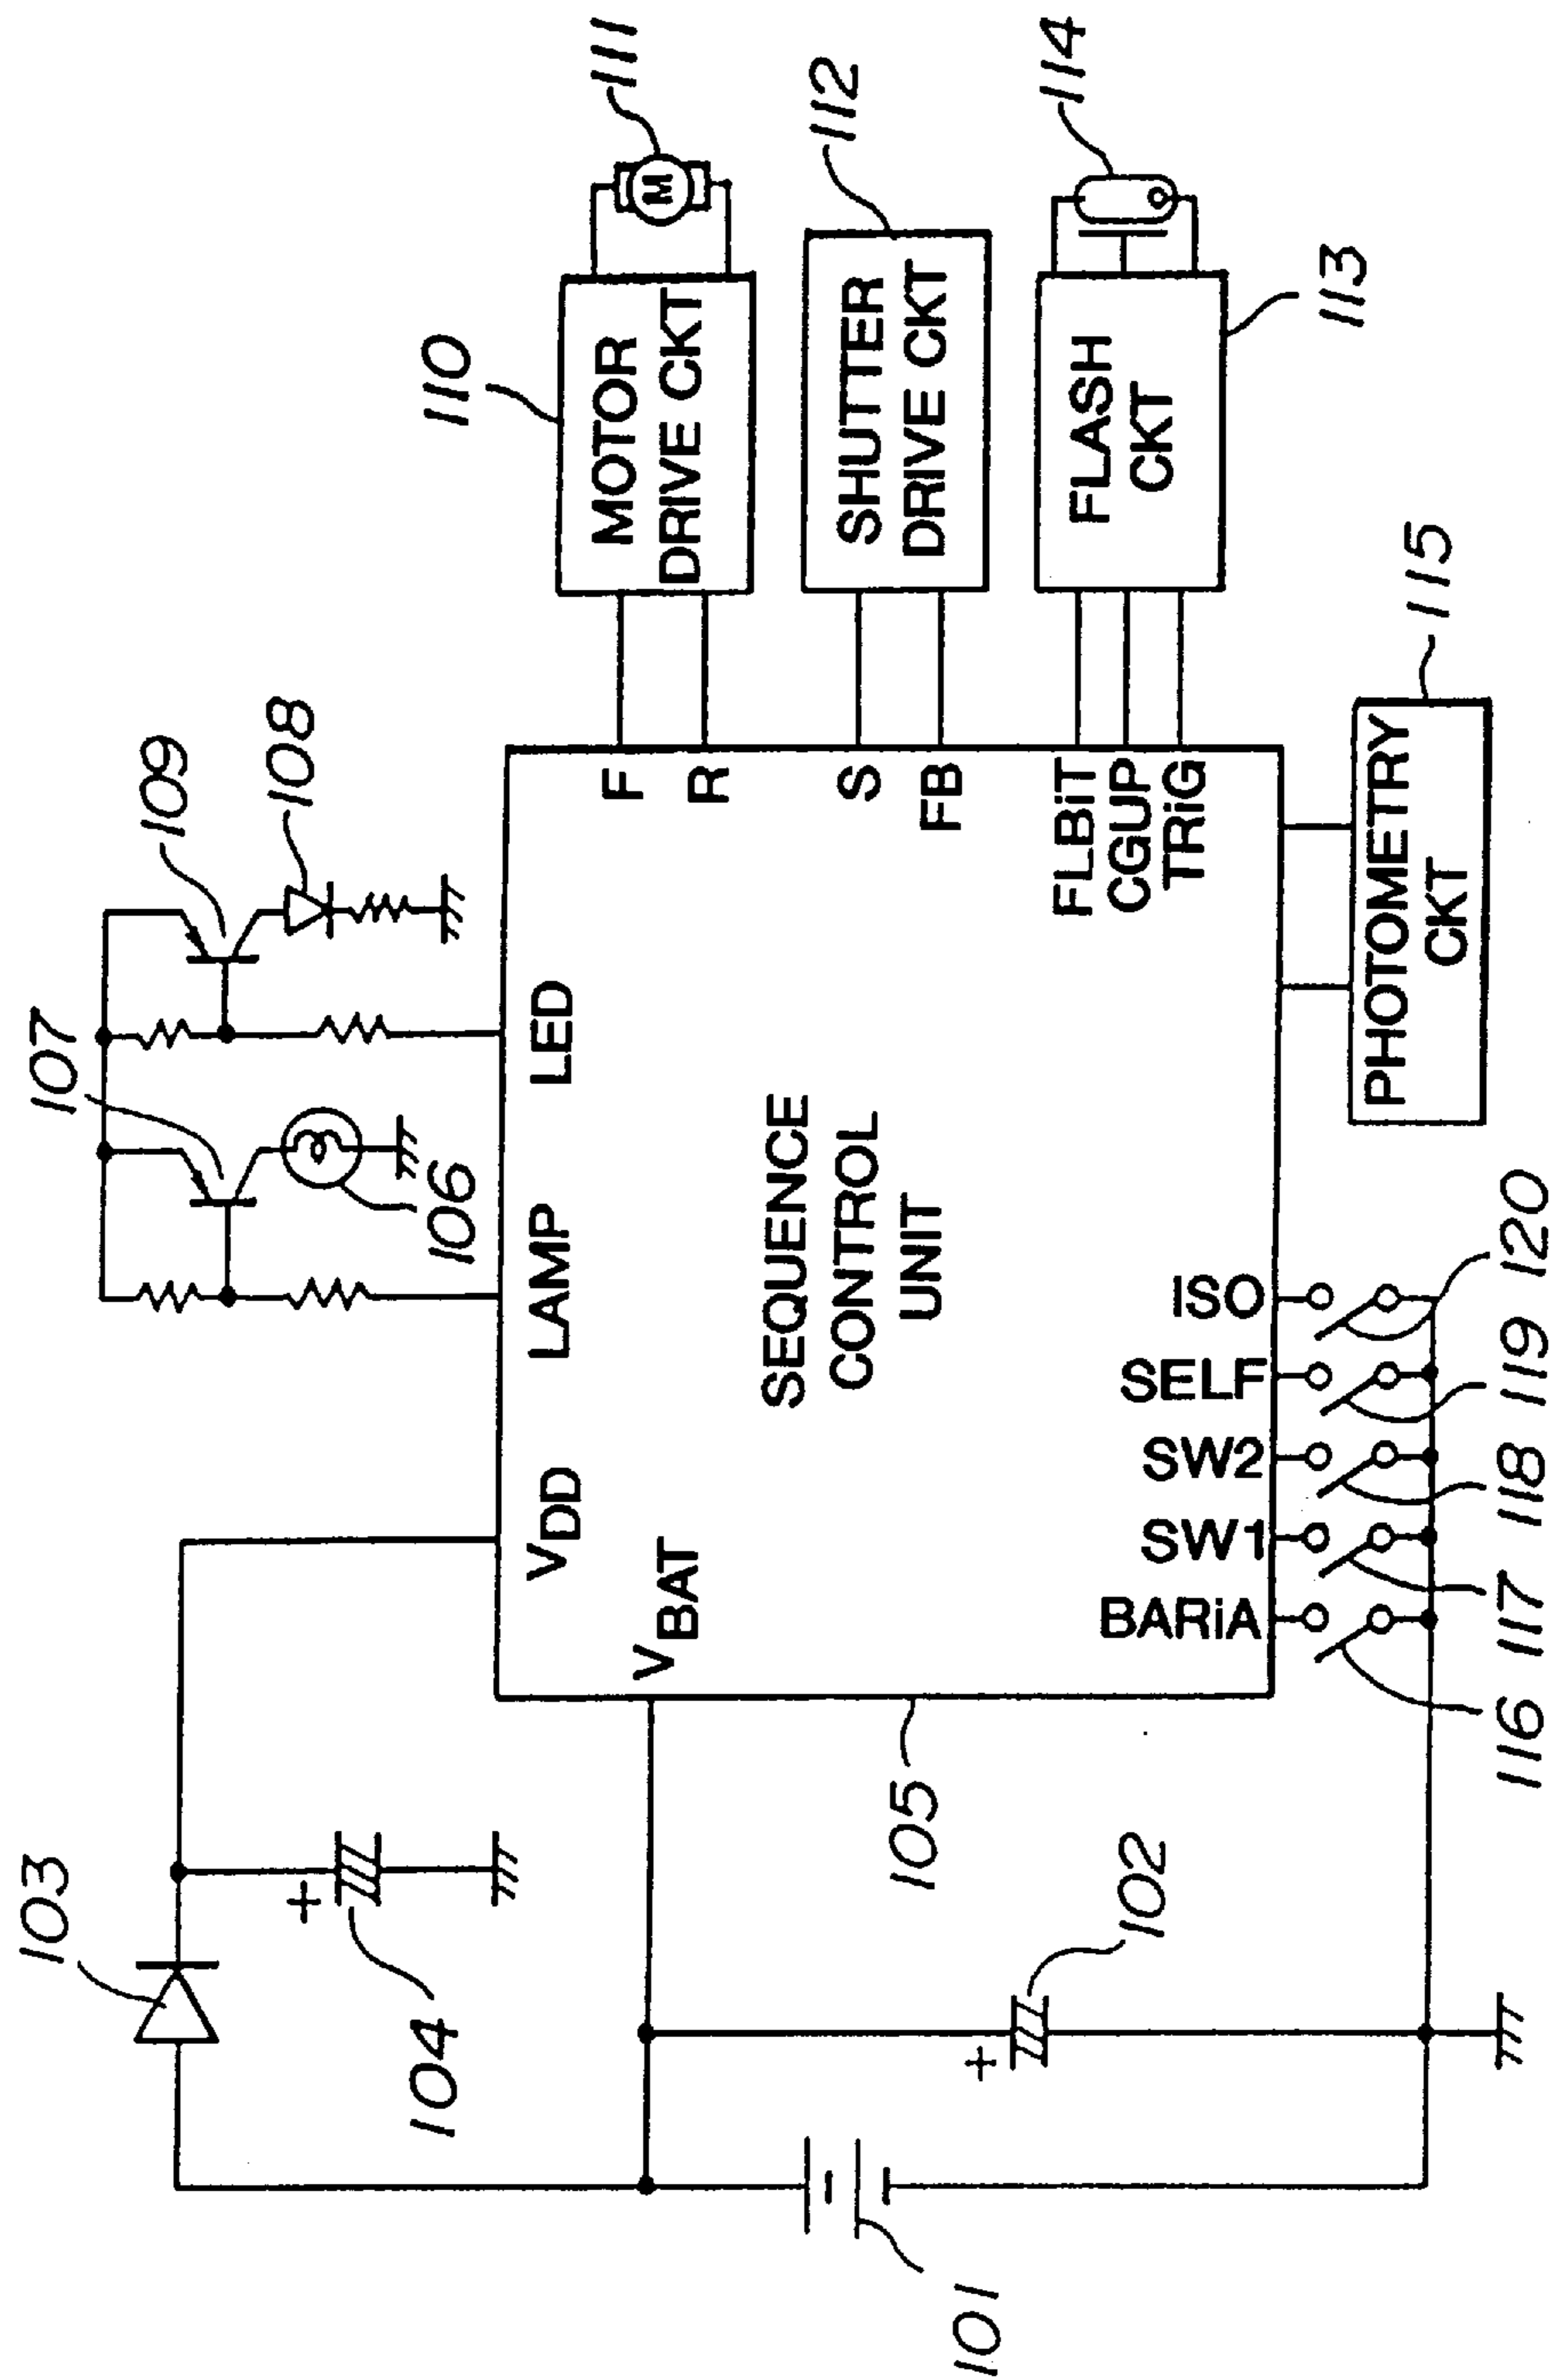 103
104
101
102
105
VDD
VBAT
LAMP
LED
107
109
106
108
SEQUENCE
CONTROL
UNIT
F
R
S
FB
FLBiT
CGUP
TRiG
BARiA
SW1
SW2
SELF
ISO
116
117
118
119
120
110
MOTOR
DRIVE CKT
M
111
SHUTTER
DRIVE CKT
112
FLASH
CKT
113
114
PHOTOMETRY
CKT
115